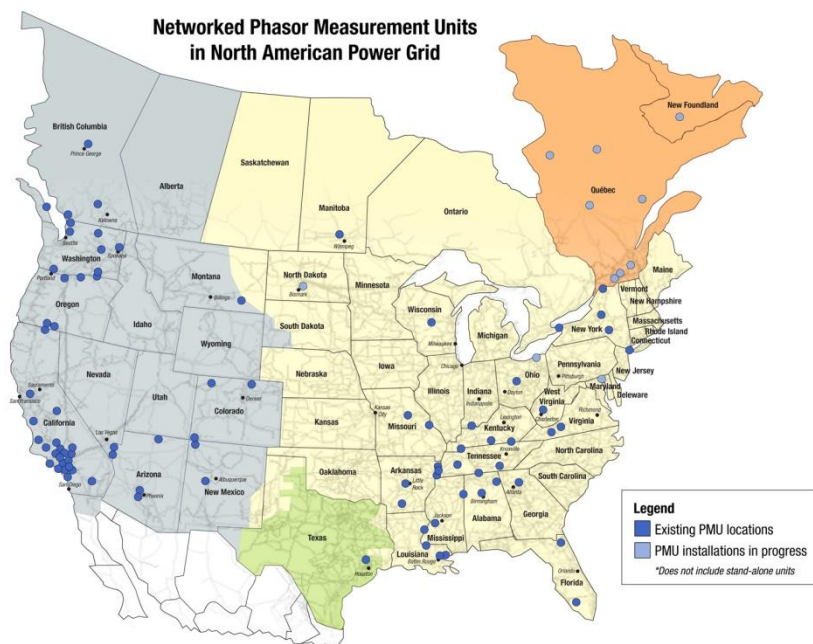 Networked Phasor Measurement Units
in North American Power Grid
New Foundland
British Columbia
Prince George
Alberta
Saskatchewan
Manitoba
Winnipeg
Ontario
Québec
Kelowna
Seattle
Washington
Spokane
Portland
Montana
Billings
North Dakota
Bismark
Minnesota
Maine
Vermont
New Hampshire
Massachusetts
Rhode Island
Connecticut
Oregon
Idaho
South Dakota
Wisconsin
Milwaukee
Michigan
New York
Wyoming
Nebraska
Iowa
Chicago
Pennsylvania
Pittsburgh
New Jersey
Nevada
Sacramento
San Francisco
Utah
Colorado
Denver
Kansas
Kansas
City
Illinois
Indiana
Indianapolis
Ohio
Dayton
Maryland
Deleware
West
Virginia
Charleston
Richmond
Virginia
California
Las Vegas
Missouri
Lexington
Kentucky
Knoxville
Tennessee
North Carolina
Arizona
Phoenix
Albuquerque
New Mexico
Oklahoma
Arkansas
Little
Rock
South Carolina
San Diego
Birmingham
Atlanta
Alabama
Georgia
Texas
Houston
Jackson
Mississippi
Louisiana
Baton Rouge
Orlando
Florida
Legend
Existing PMU locations
PMU installations in progress
*Does not include stand-alone units